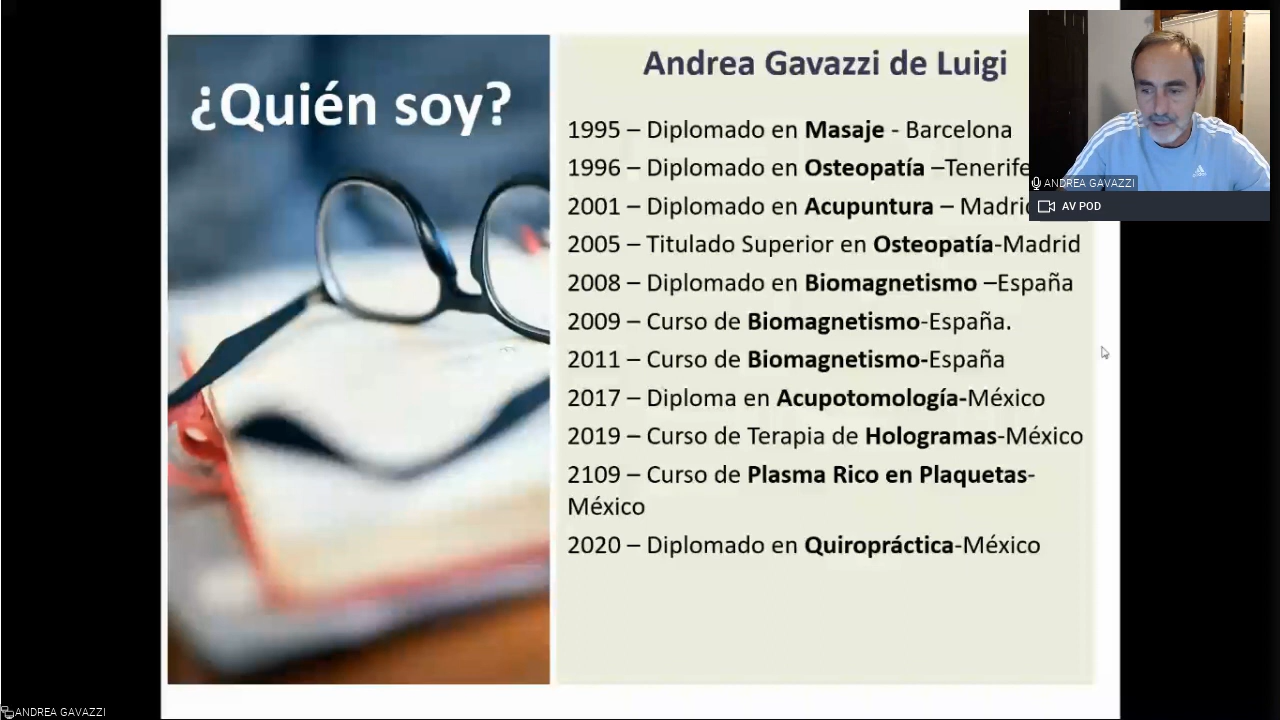 ¿Quién soy?
Andrea Gavazzi de Luigi
1995 – Diplomado en Masaje - Barcelona
1996 – Diplomado en Osteopatía –Tenerife
2001 – Diplomado en Acupuntura – Madrid
2005 – Titulado Superior en Osteopatía-Madrid
2008 – Diplomado en Biomagnetismo –España
2009 – Curso de Biomagnetismo-España.
2011 – Curso de Biomagnetismo-España
2017 – Diploma en Acupotomología-México
2019 – Curso de Terapia de Hologramas-México
2109 – Curso de Plasma Rico en Plaquetas-
México
2020 – Diplomado en Quiropráctica-México
ANDREA GAVAZZI
AV POD
ANDREA GAVAZZI